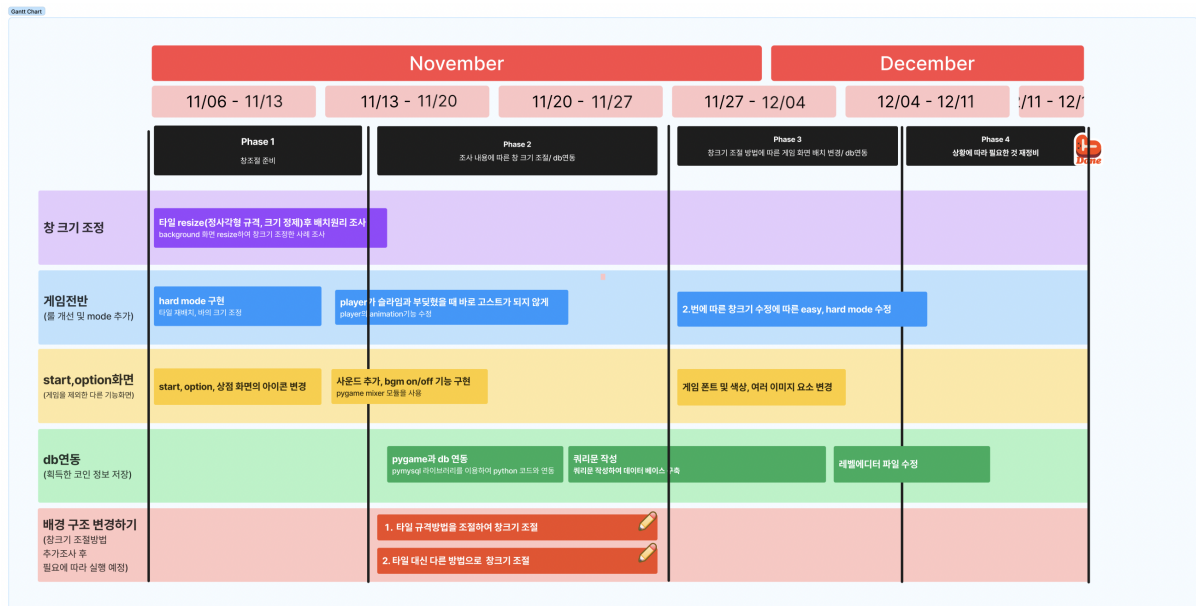 Gantt Chart
November
December
11/06 - 11/13
11/13 - 11/20
11/20 - 11/27
11/27 - 12/04
12/04 - 12/11
/11 - 12/1
Phase 1
창조절 준비
Phase 2
조사 내용에 따른 창 크기 조절/ db연동
Phase 3
창크기 조절 방법에 따른 게임 화면 배치 변경/ db연동
Phase 4
상황에 따라 필요한 것 재정비
Done
창 크기 조정
타일 resize(정사각형 규격, 크기 정제)후 배치원리 조사
background 화면 resize하여 창크기 조정한 사례 조사
게임전반
(룰 개선 및 mode 추가)
hard mode 구현
타일 재배치, 바의 크기 조정
player가 슬라임과 부딪혔을 때 바로 고스트가 되지 않게
player의 animation기능 수정
2.번에 따른 창크기 수정에 따른 easy, hard mode 수정
start,option화면
(게임을 제외한 다른 기능화면)
start, option, 상점 화면의 아이콘 변경
사운드 추가, bgm on/off 기능 구현
pygame mixer 모듈을 사용
게임 폰트 및 색상, 여러 이미지 요소 변경
db연동
(획득한 코인 정보 저장)
pygame과 db 연동
pymysql 라이브러리를 이용하여 python 코드와 연동
쿼리문 작성
쿼리문 작성하여 데이터 베이스 구축
레벨에디터 파일 수정
배경 구조 변경하기
(창크기 조절방법
추가조사 후
필요에 따라 실행 예정)
1. 타일 규격방법을 조절하여 창크기 조절
2. 타일 대신 다른 방법으로 창크기 조절